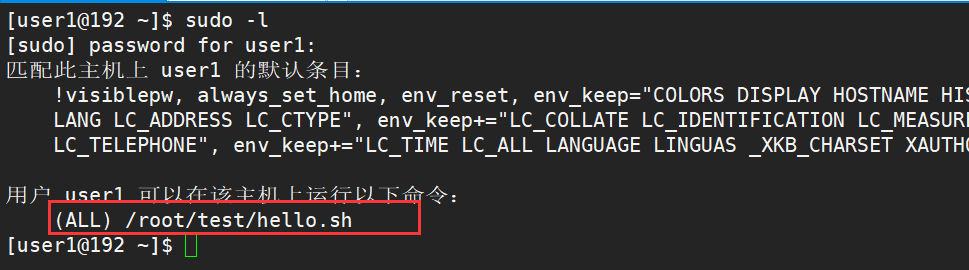 [user1@192 ~]$ sudo -l
[sudo] password for user1:
匹配此主机上 user1 的默认条目：
!visiblepw, always_set_home, env_reset, env_keep="COLORS DISPLAY HOSTNAME HIS
LANG LC_ADDRESS LC_CTYPE", env_keep+="LC_COLLATE LC_IDENTIFICATION LC_MEASURE
LC_TELEPHONE", env_keep+="LC_TIME LC_ALL LANGUAGE LINGUAS _XKB_CHARSET XAUTHO
用户 user1 可以在该主机上运行以下命令：
(ALL) /root/test/hello.sh
[user1@192 ~]$